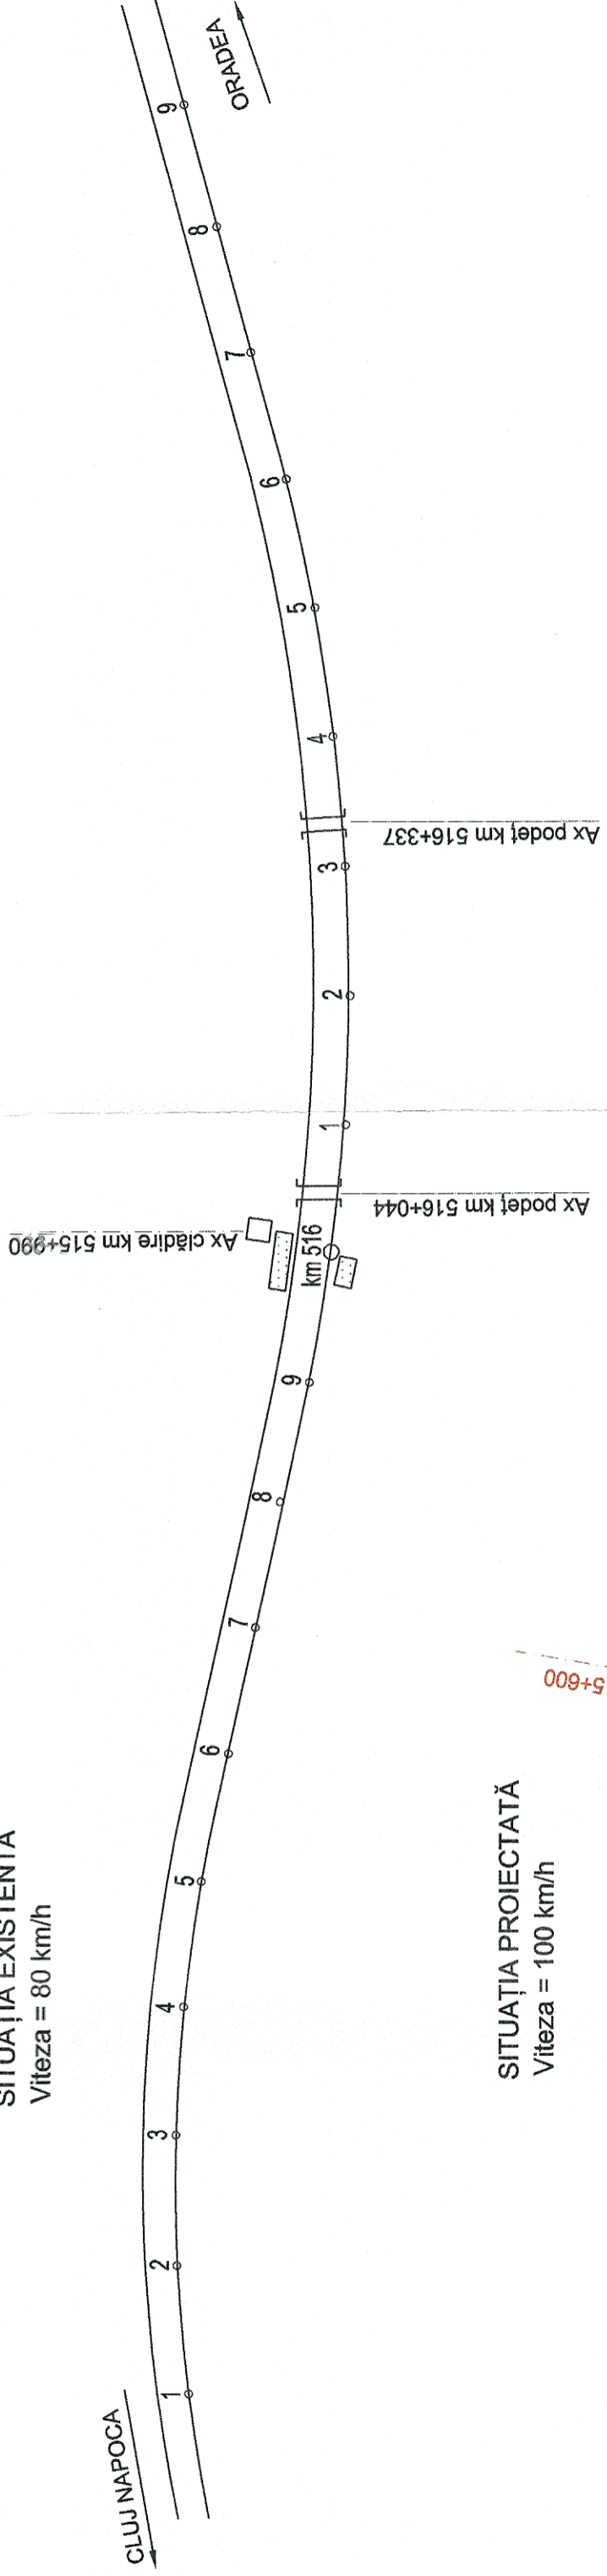 SITUAȚIA EXISTENTĂ
Viteza = 80 km/h
CLUJ NAPOCA
1
2
3
4
5
6
7
8
9
km 516
1
2
3
4
5
6
7
8
9
ORADEA
Ax clădire km 515+990
Ax podeț km 516+044
Ax podeț km 516+337
SITUAȚIA PROIECTATĂ
Viteza = 100 km/h
5+600